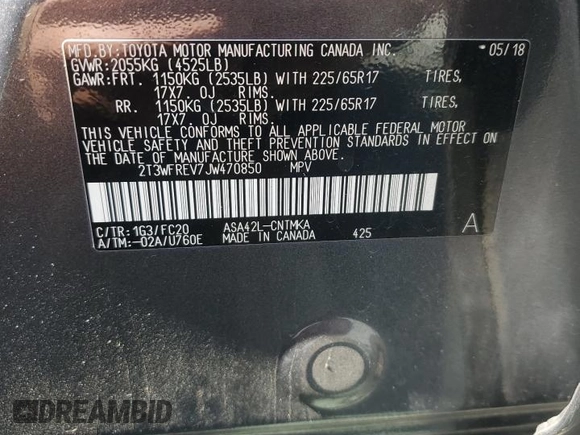 MFD.BY:TOYOTA MOTOR MANUFACTURING CANADA INC. 05/18
GVWR:2055KG (4525LB)
GAWR:FRT. 1150KG (2535LB) WITH 225/65R17 TIRES,
17X7.0J RIMS.
RR. 1150KG (2535LB) WITH 225/65R17 TIRES,
17X7.0J RIMS.
THIS VEHICLE CONFORMS TO ALL APPLICABLE FEDERAL MOTOR
VEHICLE SAFETY AND THEFT PREVENTION STANDARDS IN EFFECT ON
THE DATE OF MANUFACTURE SHOWN ABOVE.
2T3WFREV7JW470850 MPV
C/TR:1G3/FC20 ASA42L-CNTMKA
A/TM:-02A/U760E MADE IN CANADA 425 A
DREAMBID